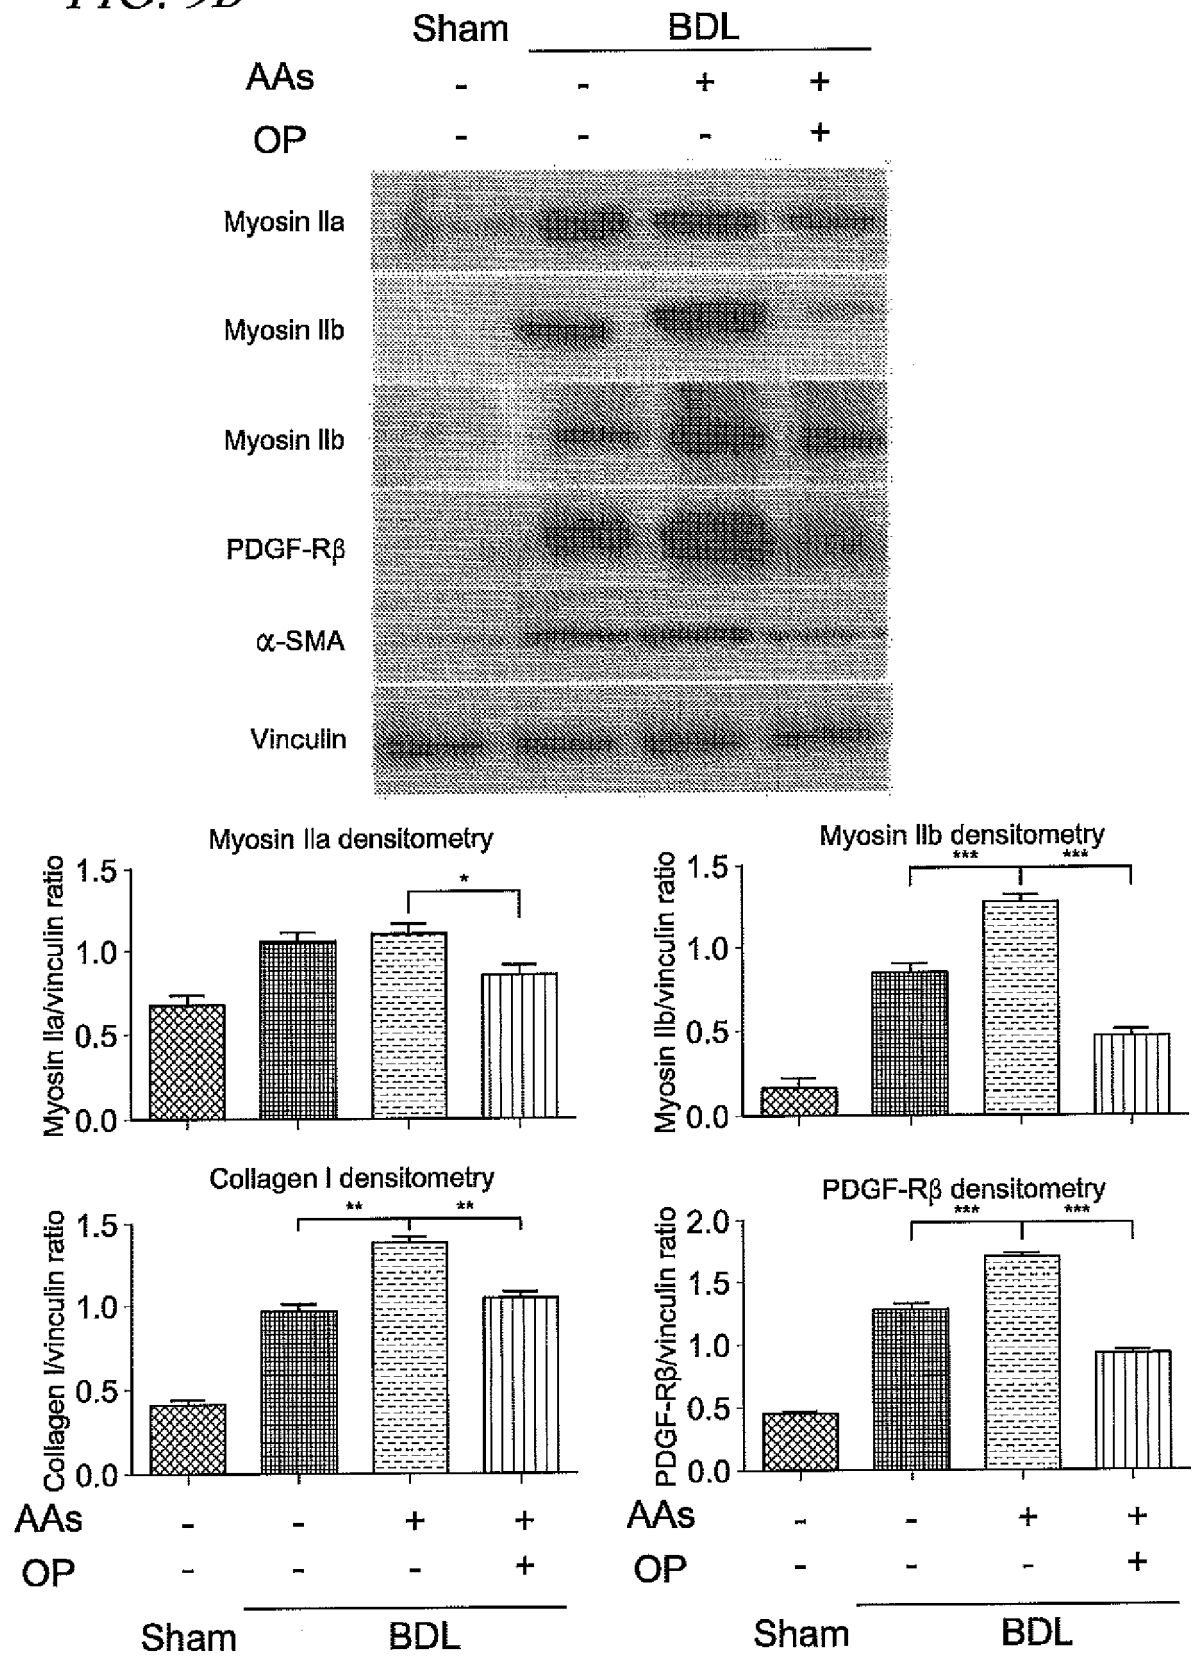 FIG. 9B
Sham BDL
AAs - - + +
OP - - - +
Myosin IIa
Myosin IIb
Myosin IIb
PDGF-Rβ
α-SMA
Vinculin
Myosin IIa densitometry
Myosin IIa/vinculin ratio
1.5
1.0
0.5
0.0
*
Myosin IIb densitometry
Myosin IIb/vinculin ratio
1.5
1.0
0.5
0.0
*** ***
Collagen I densitometry
Collagen I/vinculin ratio
1.5
1.0
0.5
0.0
** **
PDGF-Rβ densitometry
PDGF-Rβ/vinculin ratio
2.0
1.5
1.0
0.5
0.0
*** ***
AAs - - + +
OP - - - +
Sham BDL
AAs - - + +
OP - - - +
Sham BDL